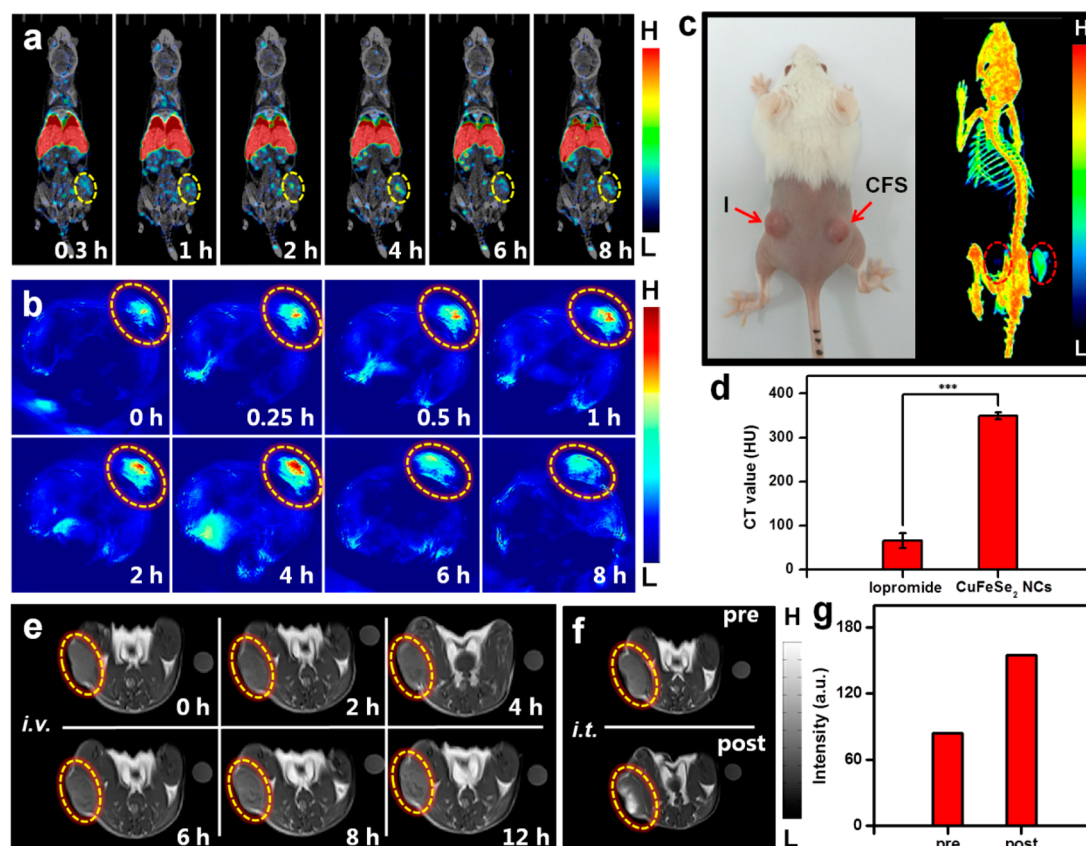 a
H
L
0.3 h
1 h
2 h
4 h
6 h
8 h
b
H
L
0 h
0.25 h
0.5 h
1 h
2 h
4 h
6 h
8 h
c
I
CFS
H
L
d
CT value (HU)
400
300
200
100
0
***
Iopromide
CuFeSe₂ NCs
e
i.v.
0 h
2 h
4 h
6 h
8 h
12 h
f
pre
i.t.
post
H
L
g
Intensity (a.u.)
180
120
60
0
pre
post